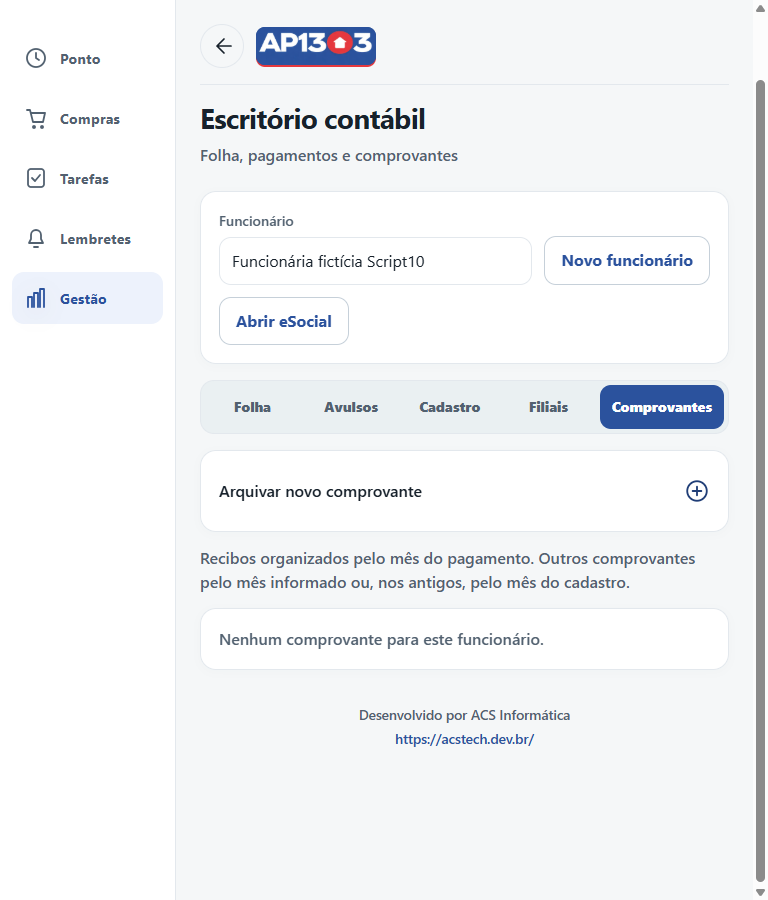 Ponto
Compras
Tarefas
Lembretes
Gestão
AP1303
Escritório contábil
Folha, pagamentos e comprovantes
Funcionário
Funcionária fictícia Script10
Novo funcionário
Abrir eSocial
Folha
Avulsos
Cadastro
Filiais
Comprovantes
Arquivar novo comprovante
Recibos organizados pelo mês do pagamento. Outros comprovantes
pelo mês informado ou, nos antigos, pelo mês do cadastro.
Nenhum comprovante para este funcionário.
Desenvolvido por ACS Informática
https://acstech.dev.br/